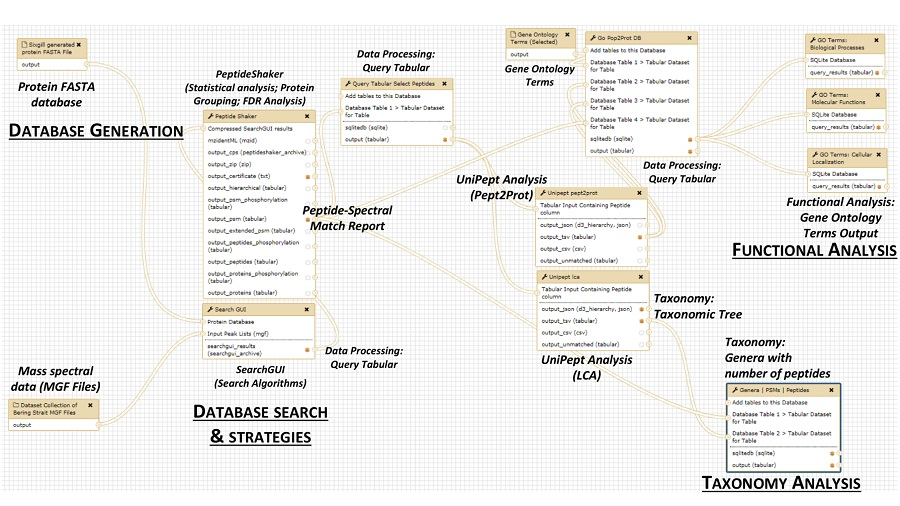 Sixgill generated
protein FASTA File
output
Protein FASTA
database
DATABASE GENERATION
PeptideShaker
(Statistical analysis; Protein
Grouping; FDR Analysis)
Peptide Shaker
Compressed SearchGUI results
mzidentML (mzid)
output_cps (peptideshaker_archive)
output_zip (zip)
output_certificate (txt)
output_hierarchical (tabular)
output_psm_phosphorylation
(tabular)
output_psm (tabular)
output_extended_psm (tabular)
output_peptides_phosphorylation
(tabular)
output_peptides (tabular)
output_proteins_phosphorylation
(tabular)
output_proteins (tabular)
Search GUI
Protein Database
Input Peak Lists (mgf)
searchgui_results
(searchgui_archive)
SearchGUI
(Search Algorithms)
Mass spectral
data (MGF Files)
Dataset Collection of
Bering Strait MGF Files
output
DATABASE SEARCH
& STRATEGIES
Data Processing:
Query Tabular
Query Tabular Select Peptides
Add tables to this Database
Database Table 1 > Tabular Dataset
for Table
sqlitedb (sqlite)
output (tabular)
Peptide-Spectral
Match Report
Data Processing:
Query Tabular
Gene Ontology
Terms (Selected)
output
Gene Ontology
Terms
Go Pop2Prot DB
Add tables to this Database
Database Table 1 > Tabular Dataset
for Table
Database Table 2 > Tabular Dataset
for Table
Database Table 3 > Tabular Dataset
for Table
Database Table 4 > Tabular Dataset
for Table
sqlitedb (sqlite)
output (tabular)
Data Processing:
Query Tabular
UniPept Analysis
(Pept2Prot)
Unipept pept2prot
Tabular Input Containing Peptide
column
output_json (d3_hierarchy, json)
output_tsv (tabular)
output_csv (csv)
output_unmatched (tabular)
Unipept lca
Tabular Input Containing Peptide
column
output_json (d3_hierarchy, json)
output_tsv (tabular)
output_csv (csv)
output_unmatched (tabular)
UniPept Analysis
(LCA)
Taxonomy:
Taxonomic Tree
GO Terms:
Biological Processes
SQLite Database
query_results (tabular)
GO Terms:
Molecular Functions
SQLite Database
query_results (tabular)
GO Terms: Cellular
Localization
SQLite Database
query_results (tabular)
Functional Analysis:
Gene Ontology
Terms Output
FUNCTIONAL ANALYSIS
Taxonomy:
Genera with
number of peptides
Genera | PSMs | Peptides
Add tables to this Database
Database Table 1 > Tabular Dataset
for Table
Database Table 2 > Tabular Dataset
for Table
sqlitedb (sqlite)
output (tabular)
TAXONOMY ANALYSIS